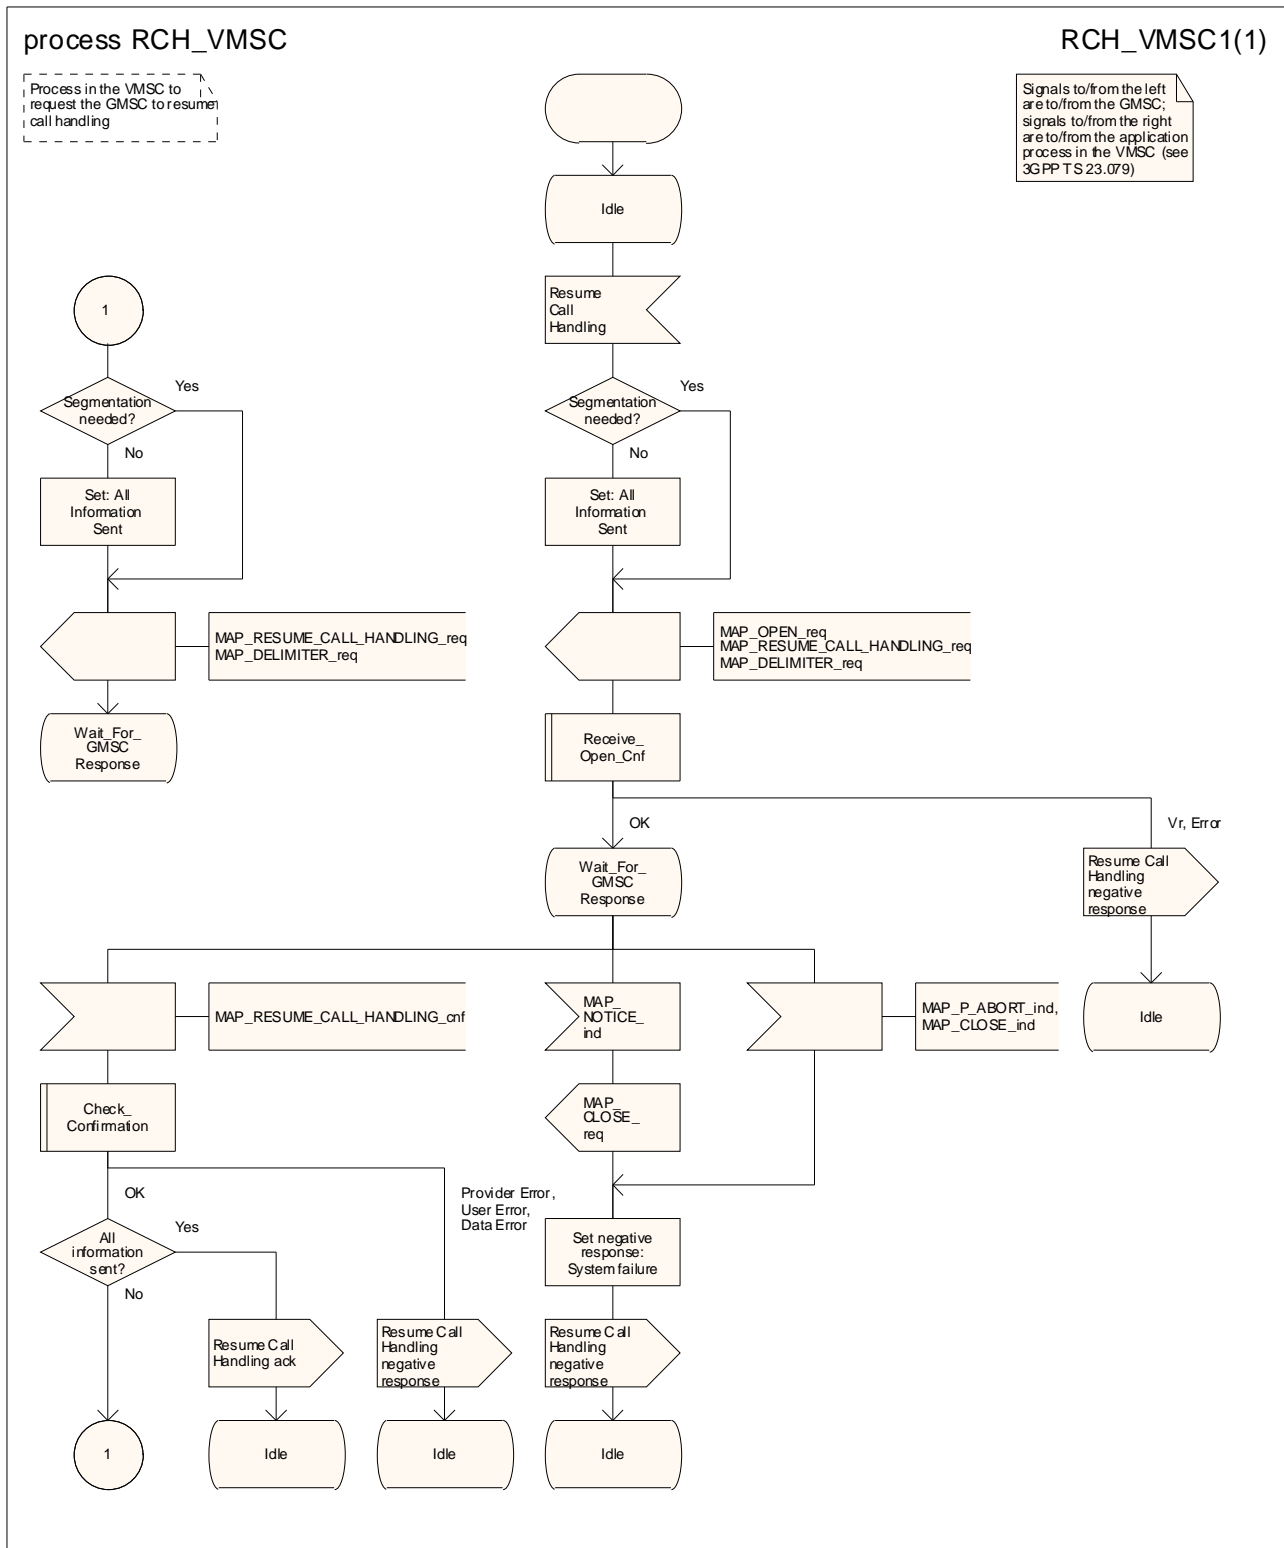 process RCH_VMSC
RCH_VMSC1(1)
Process in the VMSC to
request the GMSC to resume
call handling
Signals to/from the left
are to/from the GMSC;
signals to/from the right
are to/from the application
process in the VMSC (see
3GPP TS 23.079)
Idle
Resume
Call
Handling
1
Segmentation
needed?
Yes
No
Set: All
Information
Sent
Segmentation
needed?
Yes
No
Set: All
Information
Sent
MAP_RESUME_CALL_HANDLING_req
MAP_DELIMITER_req
MAP_OPEN_req
MAP_RESUME_CALL_HANDLING_req
MAP_DELIMITER_req
Wait_For_
GMSC
Response
Receive_
Open_Cnf
OK
Vr, Error
Wait_For_
GMSC
Response
Resume Call
Handling
negative
response
MAP_RESUME_CALL_HANDLING_cnf
MAP_
NOTICE_
ind
MAP_P_ABORT_ind,
MAP_CLOSE_ind
Idle
Check_
Confirmation
MAP_
CLOSE_
req
OK
Provider Error,
User Error,
Data Error
All
information
sent?
Yes
No
Set negative
response:
System failure
Resume Call
Handling ack
Resume Call
Handling
negative
response
Resume Call
Handling
negative
response
1
Idle
Idle
Idle